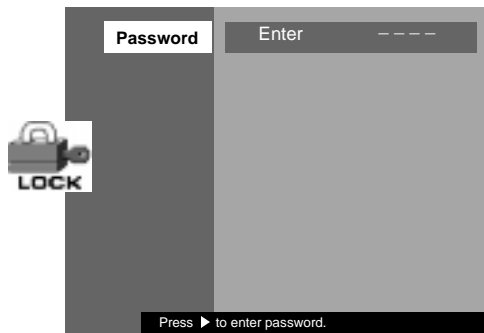 Password
Enter – – – –
LOCK
Press ▶ to enter password.